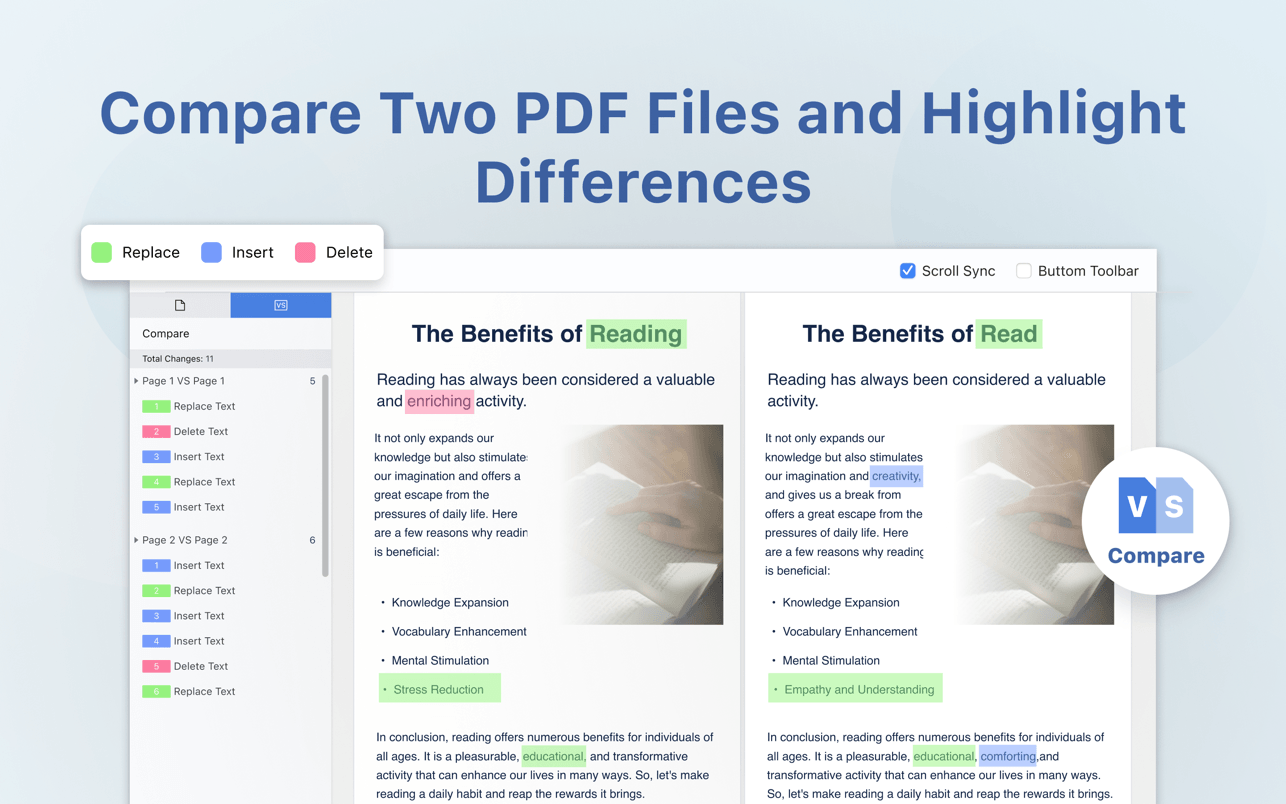 Compare Two PDF Files and Highlight
Differences
Replace Insert Delete
Scroll Sync Buttom Toolbar
VS
Compare
Total Changes: 11
Page 1 VS Page 1 5
1 Replace Text
2 Delete Text
3 Insert Text
4 Replace Text
5 Insert Text
Page 2 VS Page 2 6
1 Insert Text
2 Replace Text
3 Insert Text
4 Insert Text
5 Delete Text
6 Replace Text
The Benefits of Reading
Reading has always been considered a valuable
and enriching activity.
It not only expands our
knowledge but also stimulates
our imagination and offers a
great escape from the
pressures of daily life. Here
are a few reasons why readin
is beneficial:
• Knowledge Expansion
• Vocabulary Enhancement
• Mental Stimulation
• Stress Reduction
In conclusion, reading offers numerous benefits for individuals of
all ages. It is a pleasurable, educational, and transformative
activity that can enhance our lives in many ways. So, let's make
reading a daily habit and reap the rewards it brings.
The Benefits of Read
Reading has always been considered a valuable
activity.
It not only expands our
knowledge but also stimulates
our imagination and creativity,
and gives us a break from
offers a great escape from the
pressures of daily life. Here
are a few reasons why reading
is beneficial:
• Knowledge Expansion
• Vocabulary Enhancement
• Mental Stimulation
• Empathy and Understanding
In conclusion, reading offers numerous benefits for individuals of
all ages. It is a pleasurable, educational, comforting,and
transformative activity that can enhance our lives in many ways.
So, let's make reading a daily habit and reap the rewards it brings.
VS
Compare